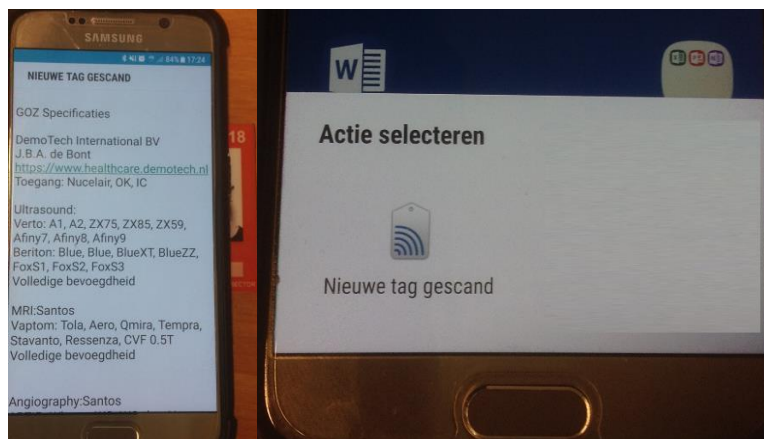 SAMSUNG
84% 17:24
NIEUWE TAG GESCAND
GOZ Specificaties
DemoTech International BV
J.B.A. de Bont
https://www.healthcare.demotech.nl
Toegang: Nucelair, OK, IC
Ultrasound:
Verto: A1, A2, ZX75, ZX85, ZX59,
Afiny7, Afiny8, Afiny9
Beriton: Blue, Blue, BlueXT, BlueZZ,
FoxS1, FoxS2, FoxS3
Volledige bevoegdheid
MRI:Santos
Vaptom: Tola, Aero, Qmira, Tempra,
Stavanto, Ressenza, CVF 0.5T
Volledige bevoegdheid
Angiography:Santos
18
W
Actie selecteren
Nieuwe tag gescand